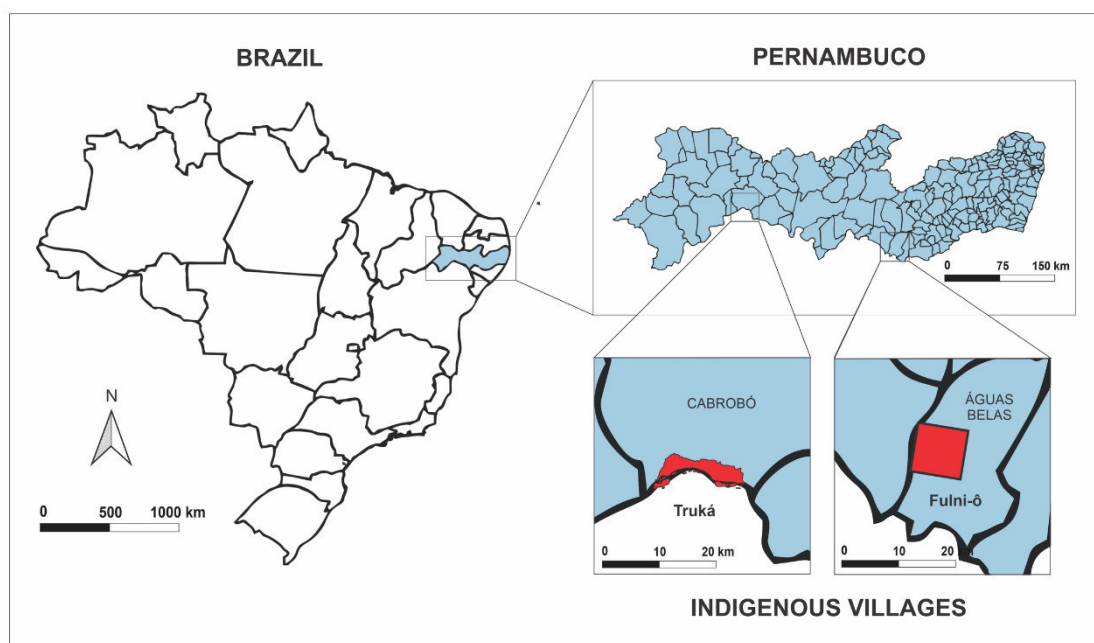 BRAZIL
PERNAMBUCO
0 75 150 km
N
0 500 1000 km
CABROBÓ
Truká
0 10 20 km
ÁGUAS
BELAS
Fulni-ô
0 10 20 km
INDIGENOUS VILLAGES